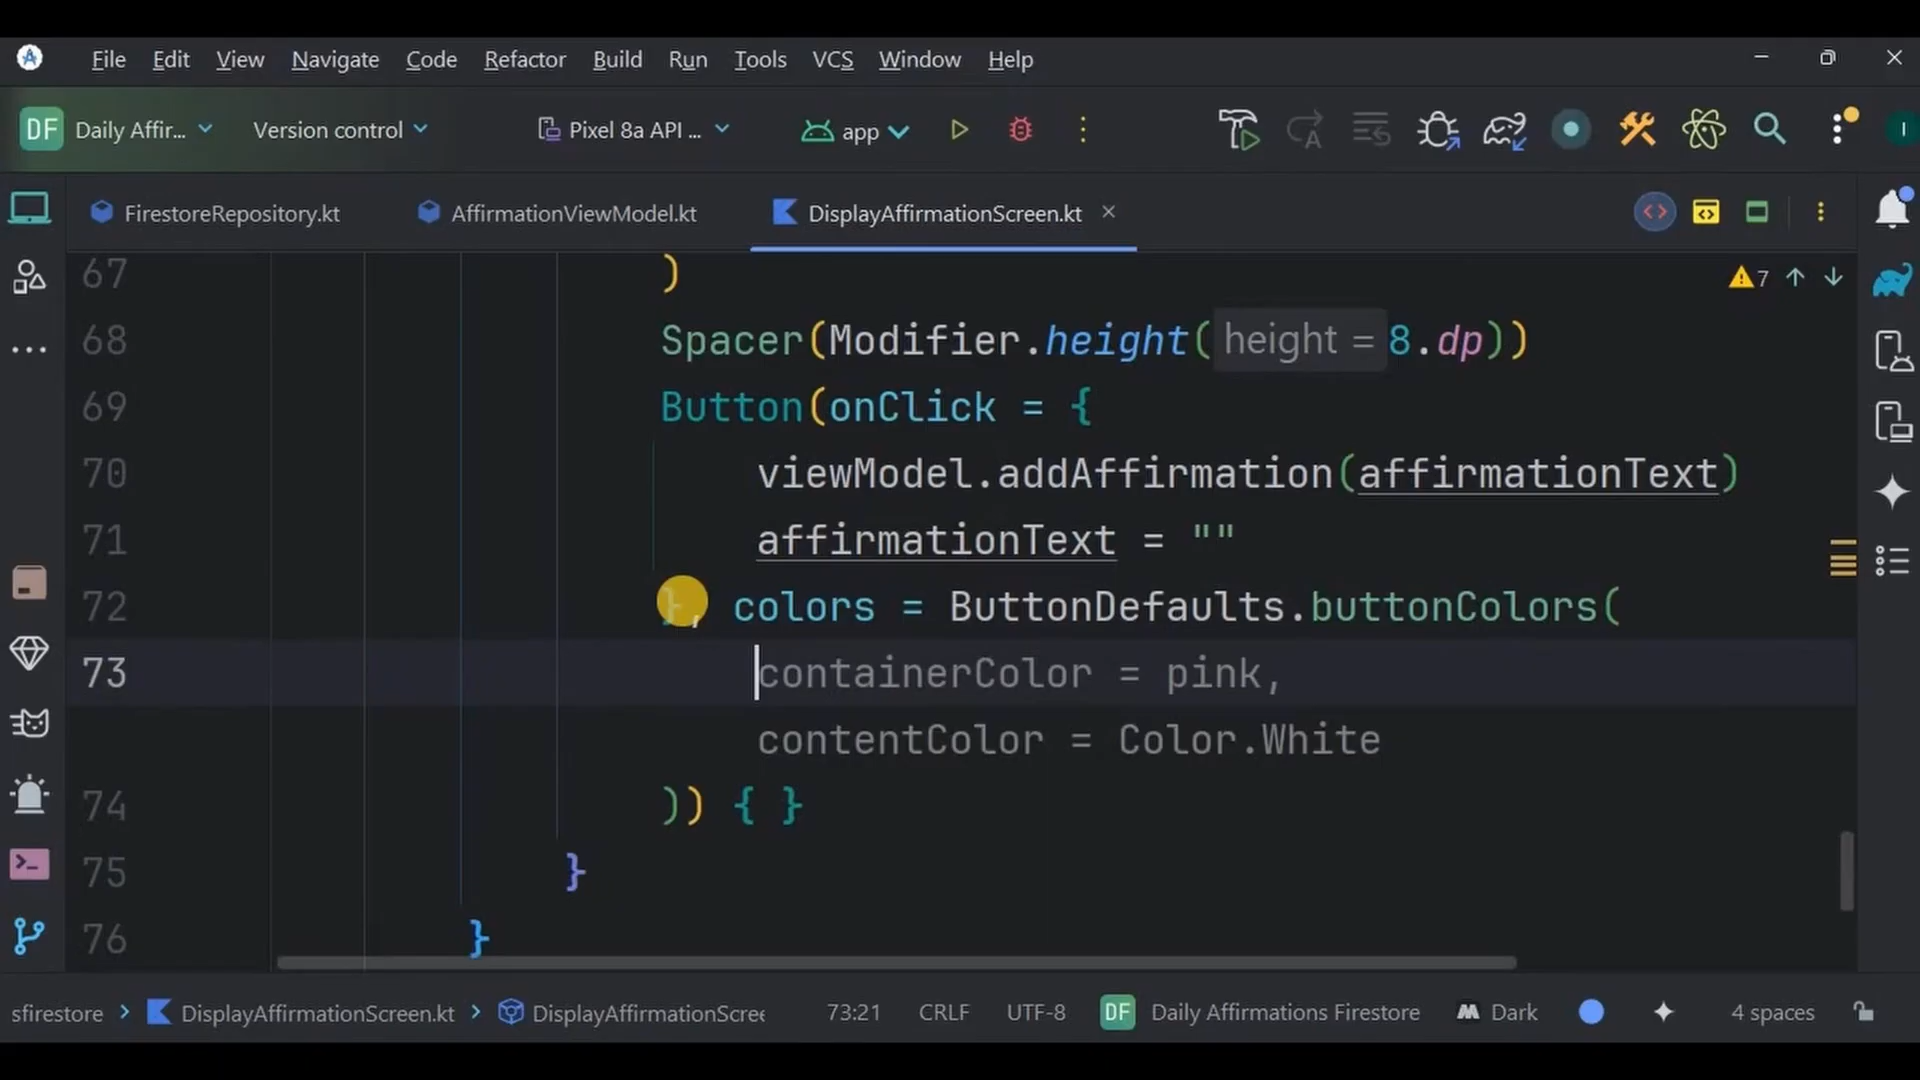 File Edit View Navigate Code Refactor Build Run Tools VCS Window Help
DF Daily Affir... Version control Pixel 8a API ... app I
FirestoreRepository.kt AffirmationViewModel.kt DisplayAffirmationScreen.kt
67 ) 7
68 Spacer(Modifier.height(height = 8.dp))
69 Button(onClick = {
70 viewModel.addAffirmation(affirmationText)
71 affirmationText = ""
72 }, colors = ButtonDefaults.buttonColors(
73 containerColor = pink,
contentColor = Color.White
74 )) { }
75 }
76 }
sfirestore DisplayAffirmationScreen.kt DisplayAffirmationScree 73:21 CRLF UTF-8 DF Daily Affirmations Firestore Dark 4 spaces